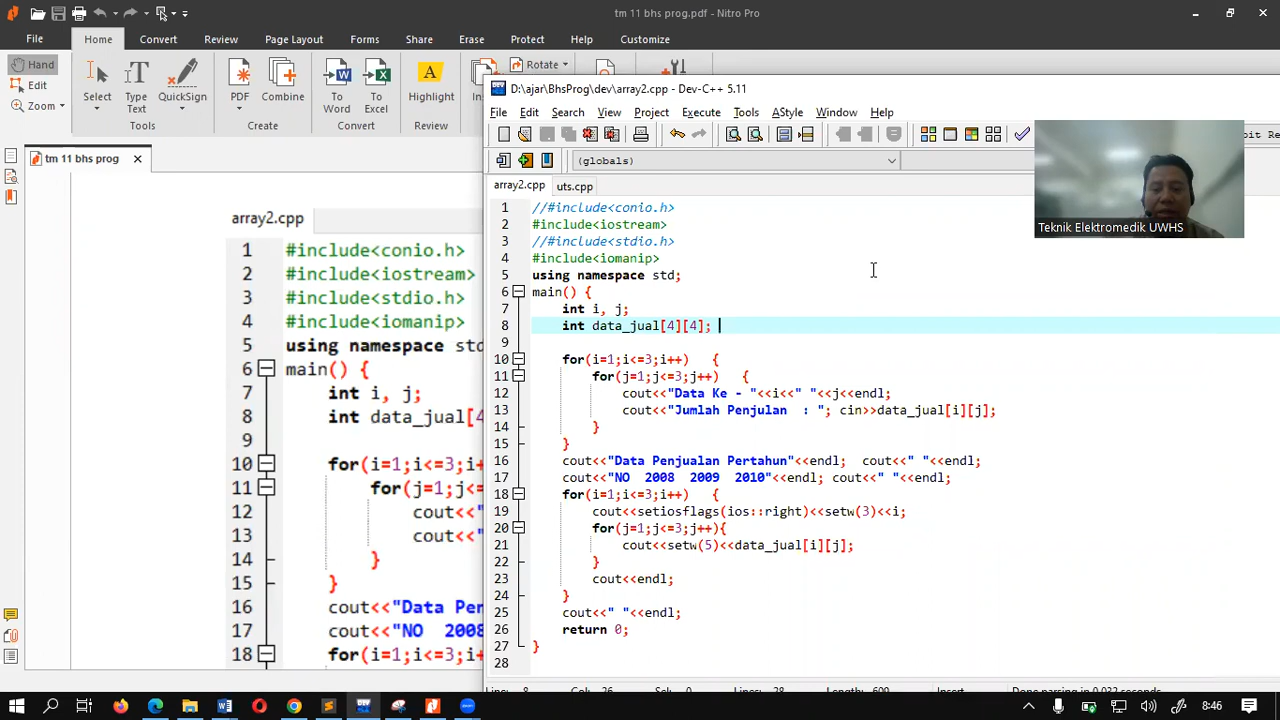 tm 11 bhs prog.pdf - Nitro Pro
File Home Convert Review Page Layout Forms Share Erase Protect Help Customize
Hand
Edit
Zoom
Select
Type
Text
QuickSign
Tools
PDF
Combine
Create
To
Word
To
Excel
Convert
Highlight
Review
Rotate
tm 11 bhs prog
array2.cpp
1 #include<conio.h>
2 #include<iostream>
3 #include<stdio.h>
4 #include<iomanip>
5 using namespace std
6 main() {
7 int i, j;
8 int data_jual[4
9
10 for(i=1;i<=3;i+
11 for(j=1;j<=
12 cout<<"
13 cout<<"
14 }
15 }
16 cout<<"Data Pen
17 cout<<"NO 2008
18 for(i=1;i<=3;i+
D:\ajar\BhsProg\dev\array2.cpp - Dev-C++ 5.11
File Edit Search View Project Execute Tools AStyle Window Help
(globals)
array2.cpp uts.cpp
1 //#include<conio.h>
2 #include<iostream>
3 //#include<stdio.h>
4 #include<iomanip>
5 using namespace std;
6 main() {
7 int i, j;
8 int data_jual[4][4];
9
10 for(i=1;i<=3;i++) {
11 for(j=1;j<=3;j++) {
12 cout<<"Data Ke - "<<i<<" "<<j<<endl;
13 cout<<"Jumlah Penjulan : "; cin>>data_jual[i][j];
14 }
15 }
16 cout<<"Data Penjualan Pertahun"<<endl; cout<<" "<<endl;
17 cout<<"NO 2008 2009 2010"<<endl; cout<<" "<<endl;
18 for(i=1;i<=3;i++) {
19 cout<<setiosflags(ios::right)<<setw(3)<<i;
20 for(j=1;j<=3;j++){
21 cout<<setw(5)<<data_jual[i][j];
22 }
23 cout<<endl;
24 }
25 cout<<" "<<endl;
26 return 0;
27 }
28
Teknik Elektromedik UWHS
bit Re
8:46